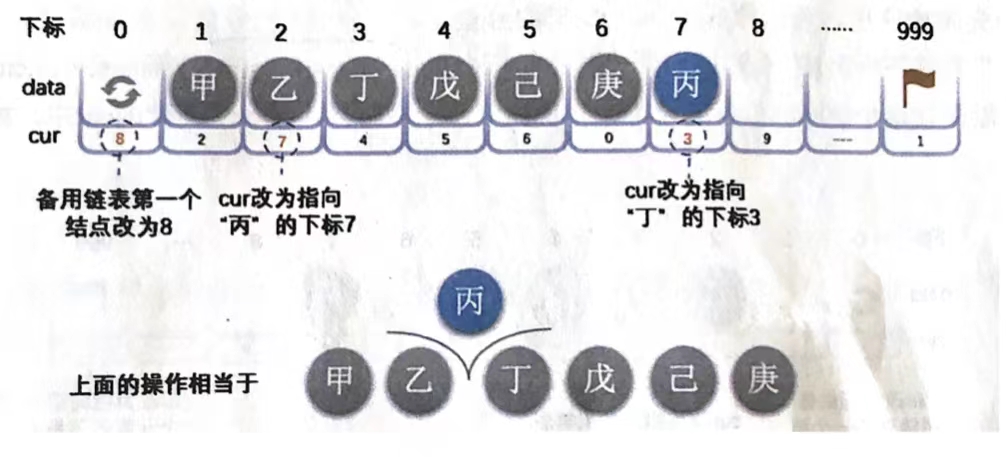 下标 0 1 2 3 4 5 6 7 8 …… 999
data 甲 乙 丁 戊 己 庚 丙
cur 8 2 7 4 5 6 0 3 9 ---- 1
备用链表第一个
结点改为8
cur改为指向
“丙”的下标7
cur改为指向
“丁”的下标3
丙
上面的操作相当于 甲 乙 丁 戊 己 庚